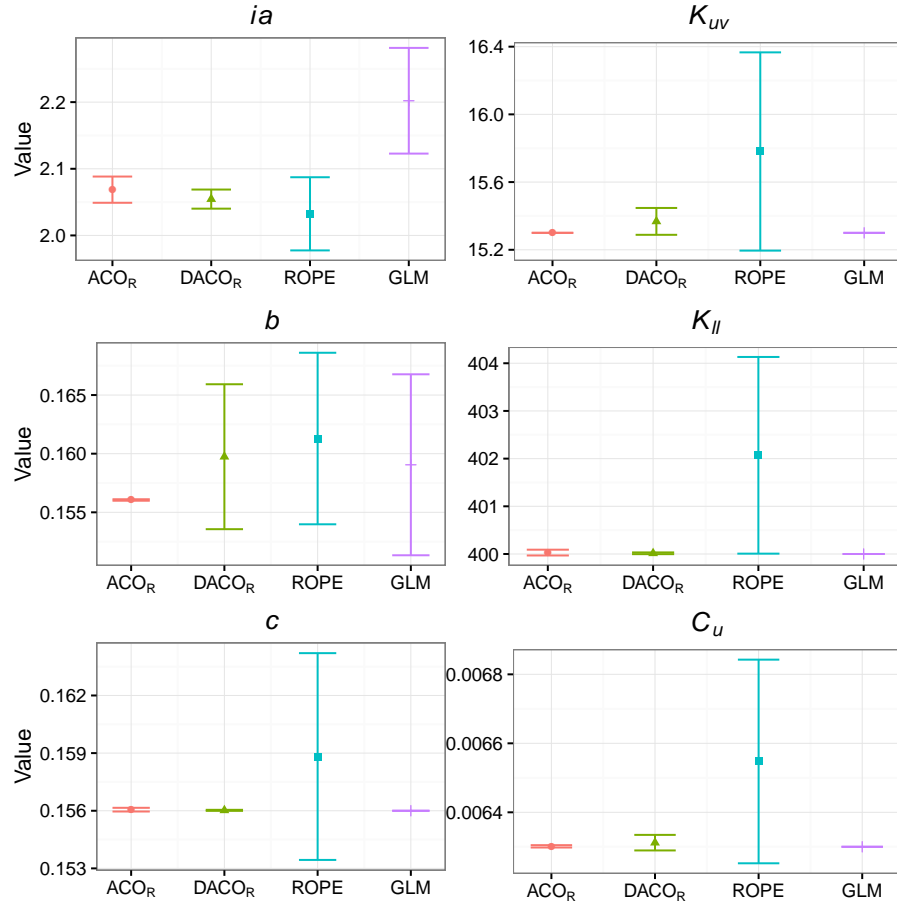 ia
Value
2.2
2.1
2.0
ACO_R DACO_R ROPE GLM
K_uv
16.4
16.0
15.6
15.2
ACO_R DACO_R ROPE GLM
b
Value
0.165
0.160
0.155
ACO_R DACO_R ROPE GLM
K_ll
404
403
402
401
400
ACO_R DACO_R ROPE GLM
c
Value
0.162
0.159
0.156
0.153
ACO_R DACO_R ROPE GLM
C_u
0.0068
0.0066
0.0064
ACO_R DACO_R ROPE GLM